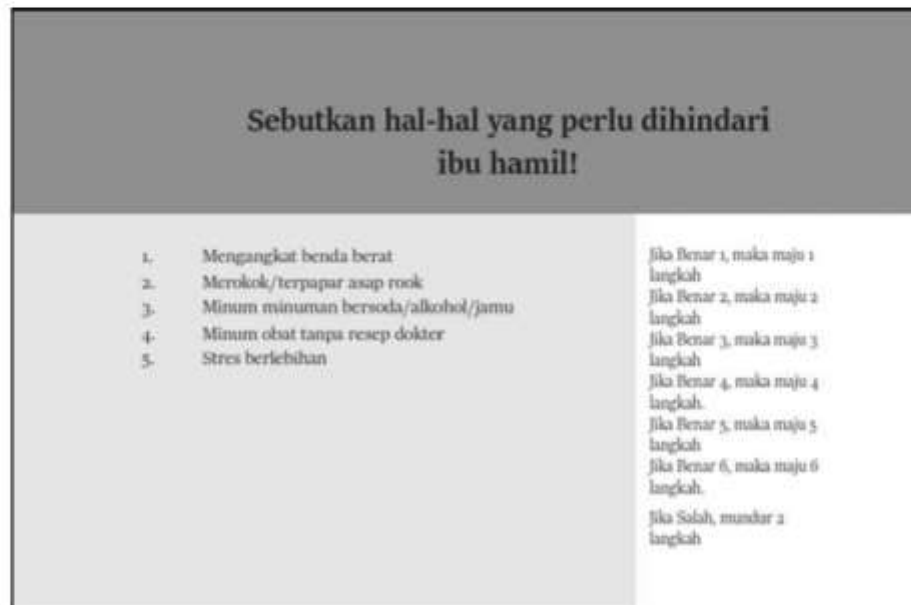 Sebutkan hal-hal yang perlu dihindari
ibu hamil!
1. Mengangkat benda berat
2. Merokok/terpapar asap rook
3. Minum minuman bersoda/alkohol/jamu
4. Minum obat tanpa resep dokter
5. Stres berlebihan
Jika Benar 1, maka maju 1
langkah
Jika Benar 2, maka maju 2
langkah
Jika Benar 3, maka maju 3
langkah
Jika Benar 4, maka maju 4
langkah.
Jika Benar 5, maka maju 5
langkah
Jika Benar 6, maka maju 6
langkah.
Jika Salah, mundur 2
langkah